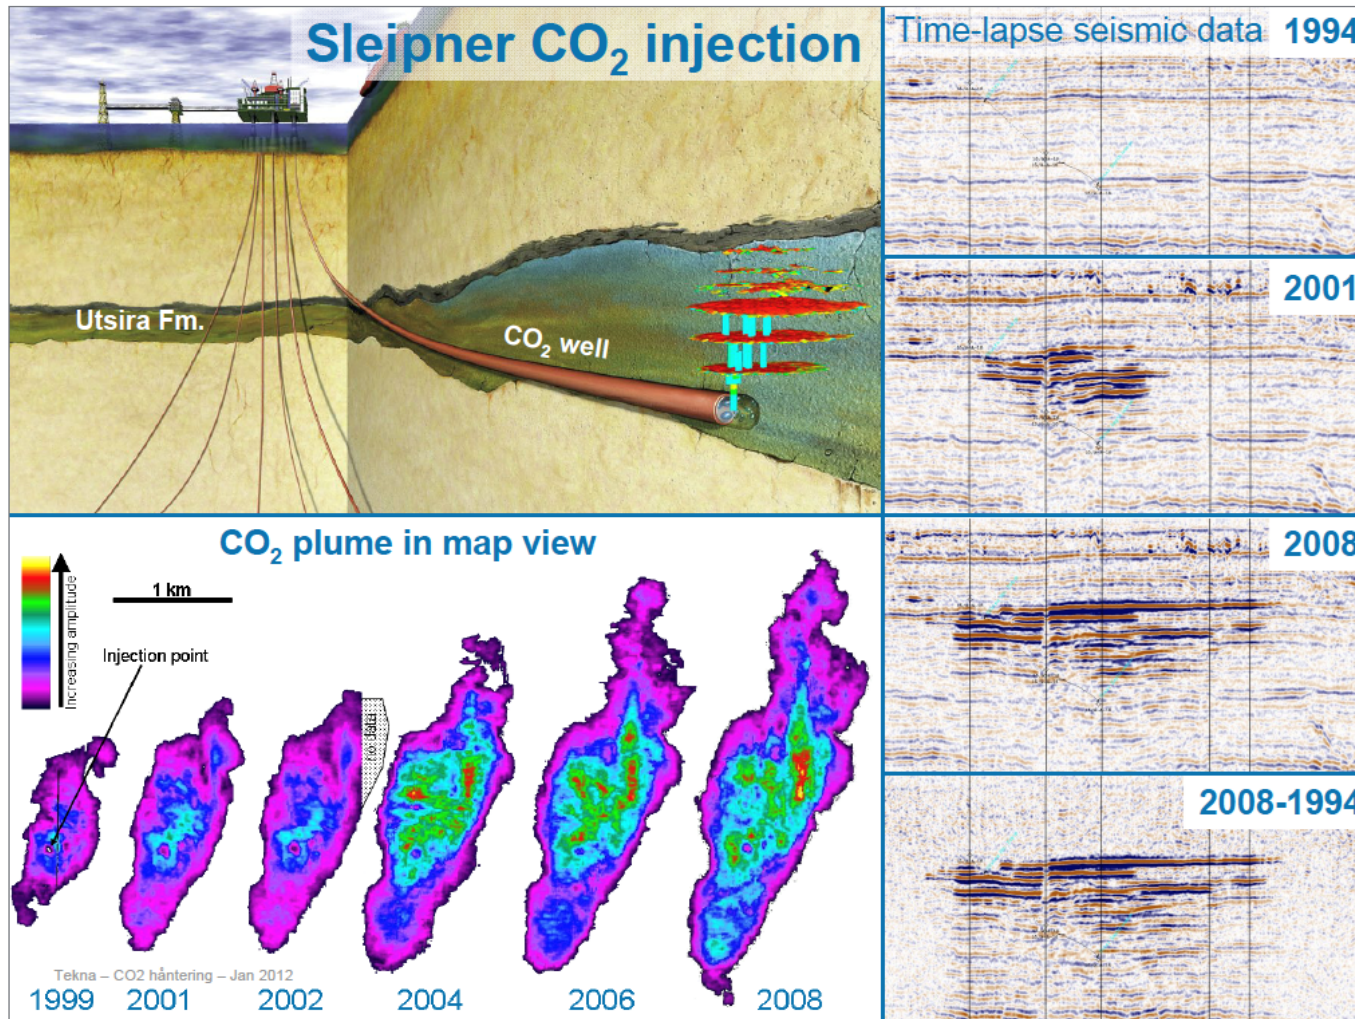 Sleipner CO₂ injection
Utsira Fm.
CO₂ well
Time-lapse seismic data 1994
2001
2008
2008-1994
CO₂ plume in map view
Increasing amplitude
1 km
Injection point
no data
Tekna – CO2 håntering – Jan 2012
1999 2001 2002 2004 2006 2008